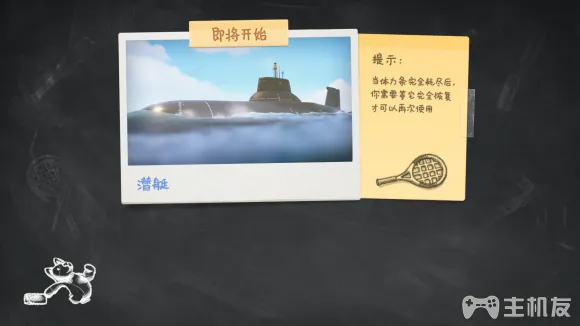 即将开始
潜艇
提示：
当体力条完全耗尽后，
你需要等它完全恢复
才可以再次使用
主机友